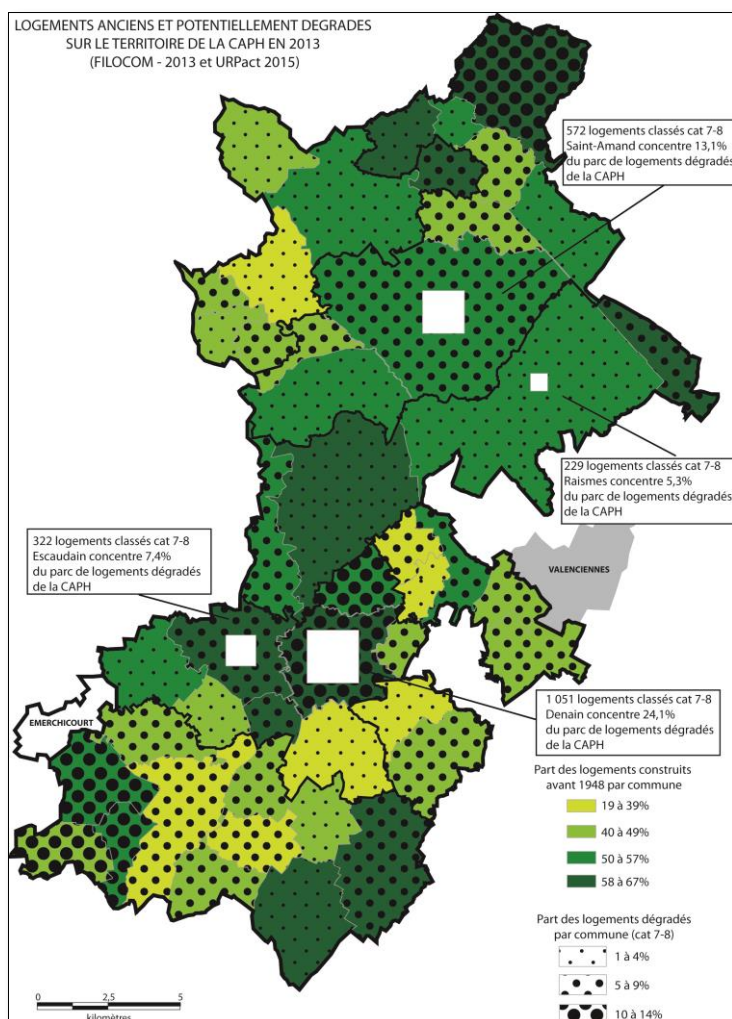 LOGEMENTS ANCIENS ET POTENTIELLEMENT DEGRADES
SUR LE TERRITOIRE DE LA CAPH EN 2013
(FILOCOM - 2013 et URPact 2015)
572 logements classés cat 7-8
Saint-Amand concentre 13,1%
du parc de logements dégradés
de la CAPH
229 logements classés cat 7-8
Raismes concentre 5,3%
du parc de logements dégradés
de la CAPH
322 logements classés cat 7-8
Escaudain concentre 7,4%
du parc de logements dégradés
de la CAPH
VALENCIENNES
EMERCHICOURT
1 051 logements classés cat 7-8
Denain concentre 24,1%
du parc de logements dégradés
de la CAPH
Part des logements construits
avant 1948 par commune
19 à 39%
40 à 49%
50 à 57%
58 à 67%
Part des logements dégradés
par commune (cat 7-8)
1 à 4%
5 à 9%
10 à 14%
0 2,5 5
kilomètres